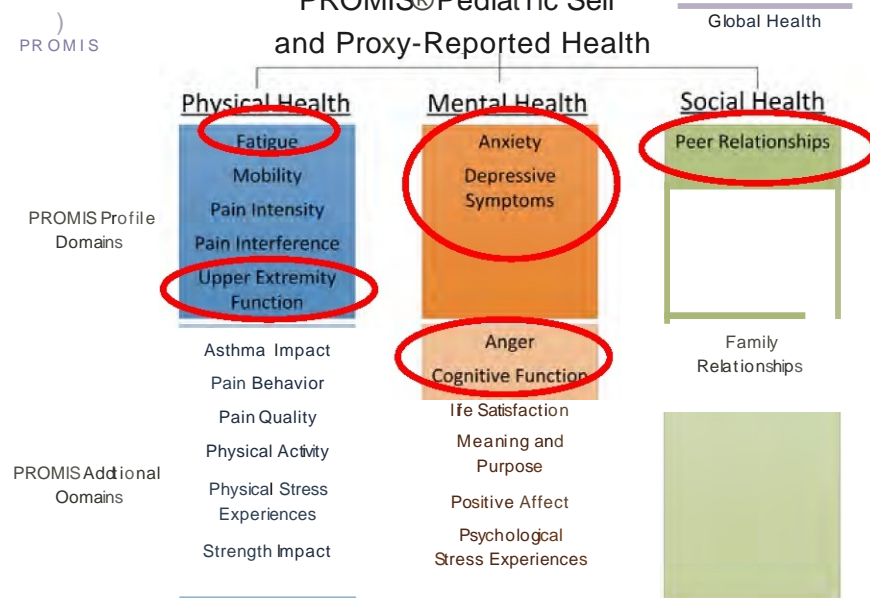 PROMIS® Pediatric Self
and Proxy-Reported Health
Global Health
)
PROMIS
Physical Health
Mental Health
Social Health
PROMIS Profile
Domains
Fatigue
Mobility
Pain Intensity
Pain Interference
Upper Extremity
Function
Anxiety
Depressive
Symptoms
Peer Relationships
PROMIS Addtional
Oomains
Asthma Impact
Pain Behavior
Pain Quality
Physical Activity
Physical Stress
Experiences
Strength Impact
Anger
Cognitive Function
life Satisfaction
Meaning and
Purpose
Positive Affect
Psychological
Stress Experiences
Family
Relationships